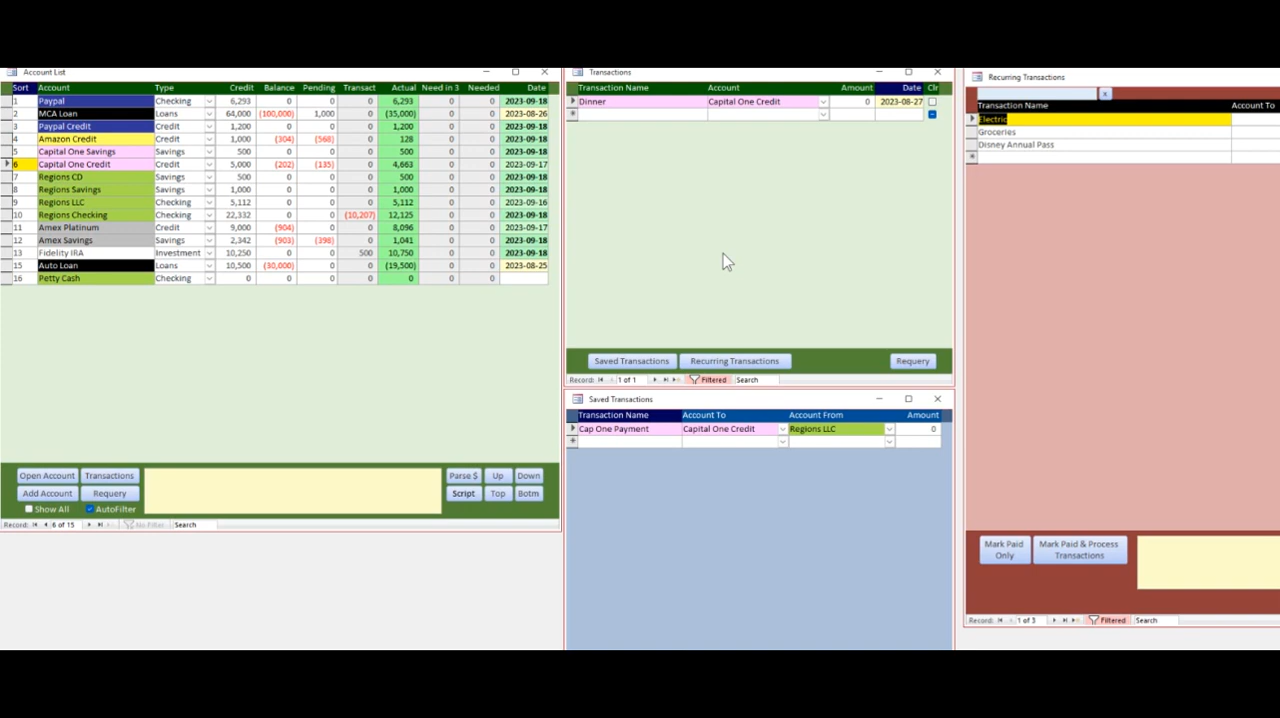 Account List
Sort Account Type Credit Balance Pending Transact Actual Need in 3 Needed Date
1 Paypal Checking 6,293 0 0 0 6,293 0 0 2023-09-18
2 MCA Loan Loans 64,000 (100,000) 1,000 0 (35,000) 0 0 2023-08-26
3 Paypal Credit Credit 1,200 0 0 0 1,200 0 0 2023-09-18
4 Amazon Credit Credit 1,000 (304) (568) 0 128 0 0 2023-09-18
5 Capital One Savings Savings 500 0 0 0 500 0 0 2023-09-18
6 Capital One Credit Credit 5,000 (202) (135) 0 4,663 0 0 2023-09-17
7 Regions CD Savings 500 0 0 0 500 0 0 2023-09-18
8 Regions Savings Savings 1,000 0 0 0 1,000 0 0 2023-09-18
9 Regions LLC Checking 5,112 0 0 0 5,112 0 0 2023-09-16
10 Regions Checking Checking 22,332 0 0 (10,207) 12,125 0 0 2023-09-18
11 Amex Platinum Credit 9,000 (904) 0 0 8,096 0 0 2023-09-17
12 Amex Savings Savings 2,342 (903) (398) 0 1,041 0 0 2023-09-18
13 Fidelity IRA Investment 10,250 0 0 500 10,750 0 0 2023-09-18
15 Auto Loan Loans 10,500 (30,000) 0 0 (19,500) 0 0 2023-08-25
16 Petty Cash Checking 0 0 0 0 0 0 0
Open Account Transactions Parse $ Up Down
Add Account Requery Script Top Botm
Show All AutoFilter
Record: 6 of 15 No Filter Search
Transactions
Transaction Name Account Amount Date Clr
Dinner Capital One Credit 0 2023-08-27
Saved Transactions Recurring Transactions Requery
Record: 1 of 1 Filtered Search
Saved Transactions
Transaction Name Account To Account From Amount
Cap One Payment Capital One Credit Regions LLC 0
Recurring Transactions
x
Transaction Name Account To
Electric
Groceries
Disney Annual Pass
Mark Paid Only
Mark Paid & Process Transactions
Record: 1 of 3 Filtered Search